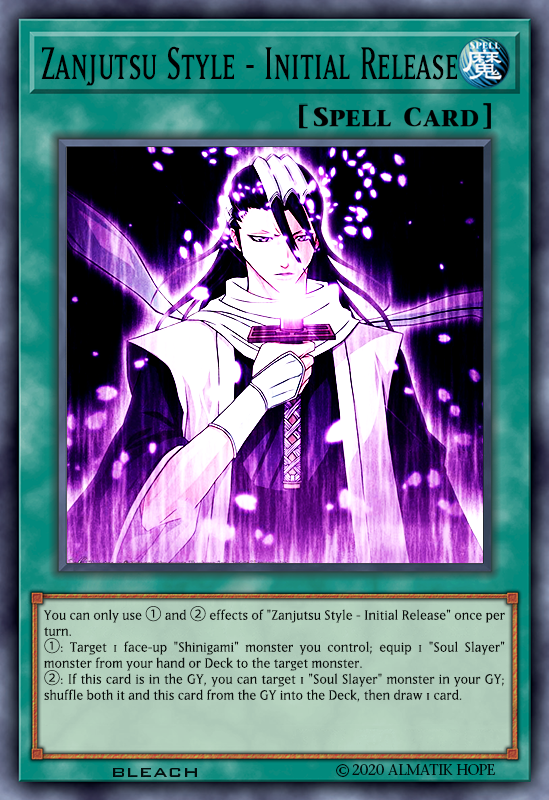 Zanjutsu Style - Initial Release
SPELL
魔
[Spell Card]
You can only use ① and ② effects of "Zanjutsu Style - Initial Release" once per
turn.
①: Target 1 face-up "Shinigami" monster you control; equip 1 "Soul Slayer"
monster from your hand or Deck to the target monster.
②: If this card is in the GY, you can target 1 "Soul Slayer" monster in your GY;
shuffle both it and this card from the GY into the Deck, then draw 1 card.
BLEACH
© 2020 ALMATIK HOPE